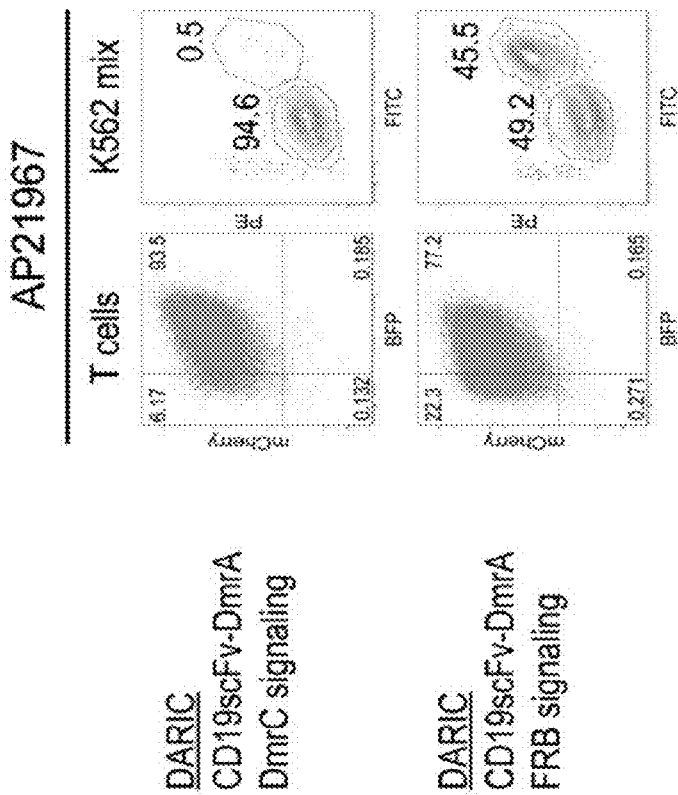 AP21967
T cells
K562 mix
DARIC
CD19scFv-DmrA
DmrC signaling
6.17
93.5
0.132
0.185
mCherry
BFP
94.6
0.5
PE
FITC
DARIC
CD19scFv-DmrA
FRB signaling
22.3
77.2
0.271
0.165
mCherry
BFP
49.2
45.5
PE
FITC